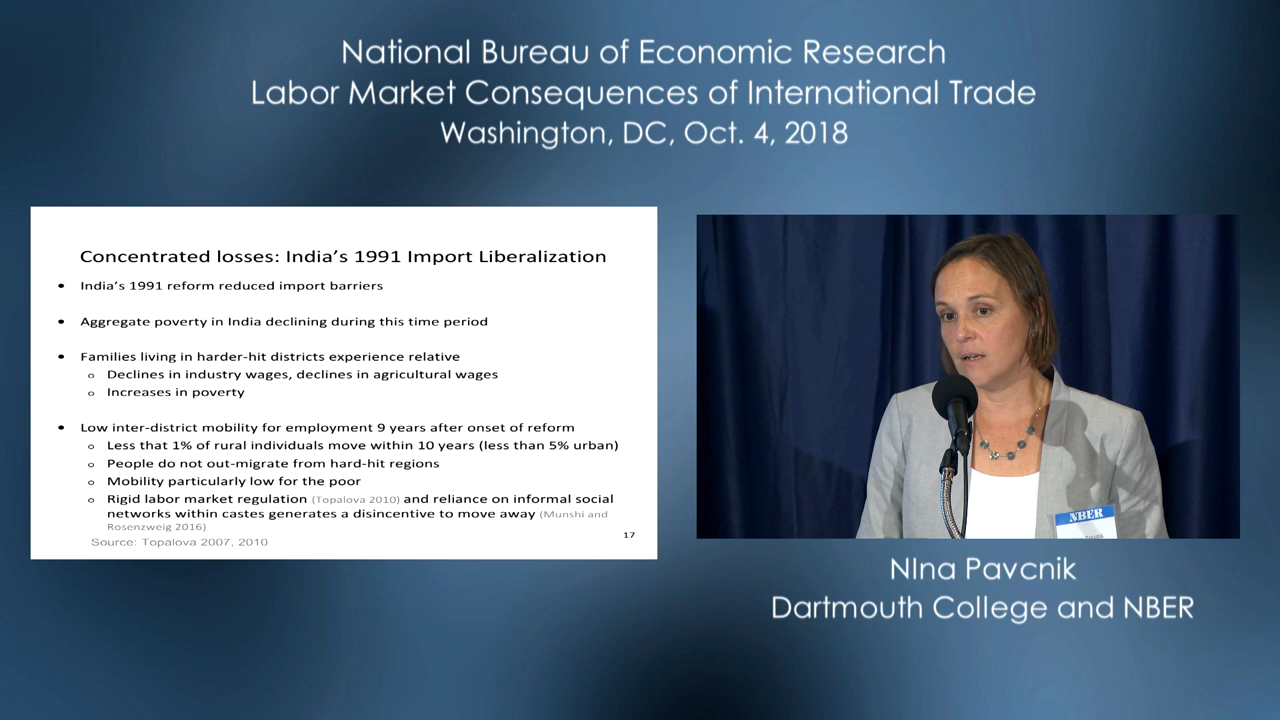 National Bureau of Economic Research
Labor Market Consequences of International Trade
Washington, DC, Oct. 4, 2018
Concentrated losses: India's 1991 Import Liberalization
• India's 1991 reform reduced import barriers
• Aggregate poverty in India declining during this time period
• Families living in harder-hit districts experience relative
o Declines in industry wages, declines in agricultural wages
o Increases in poverty
• Low inter-district mobility for employment 9 years after onset of reform
o Less that 1% of rural individuals move within 10 years (less than 5% urban)
o People do not out-migrate from hard-hit regions
o Mobility particularly low for the poor
o Rigid labor market regulation (Topalova 2010) and reliance on informal social
networks within castes generates a disincentive to move away (Munshi and
Rosenzweig 2016)
Source: Topalova 2007, 2010
17
NBER
NIna Pavcnik
Dartmouth College and NBER